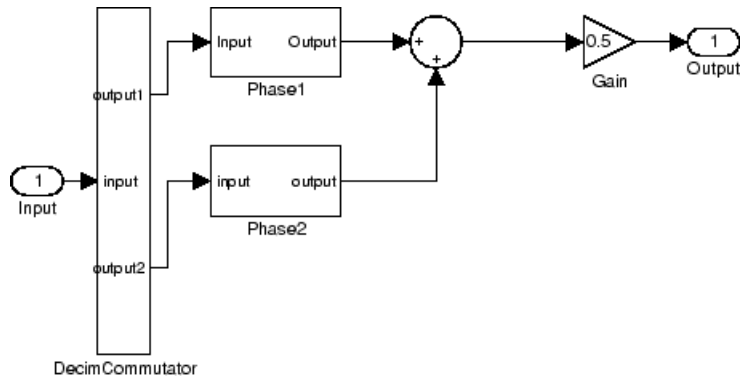 Input
Output
Phase1
+
+
0.5
Gain
1
Output
output1
input
output2
1
Input
input
output
Phase2
DecimCommutator